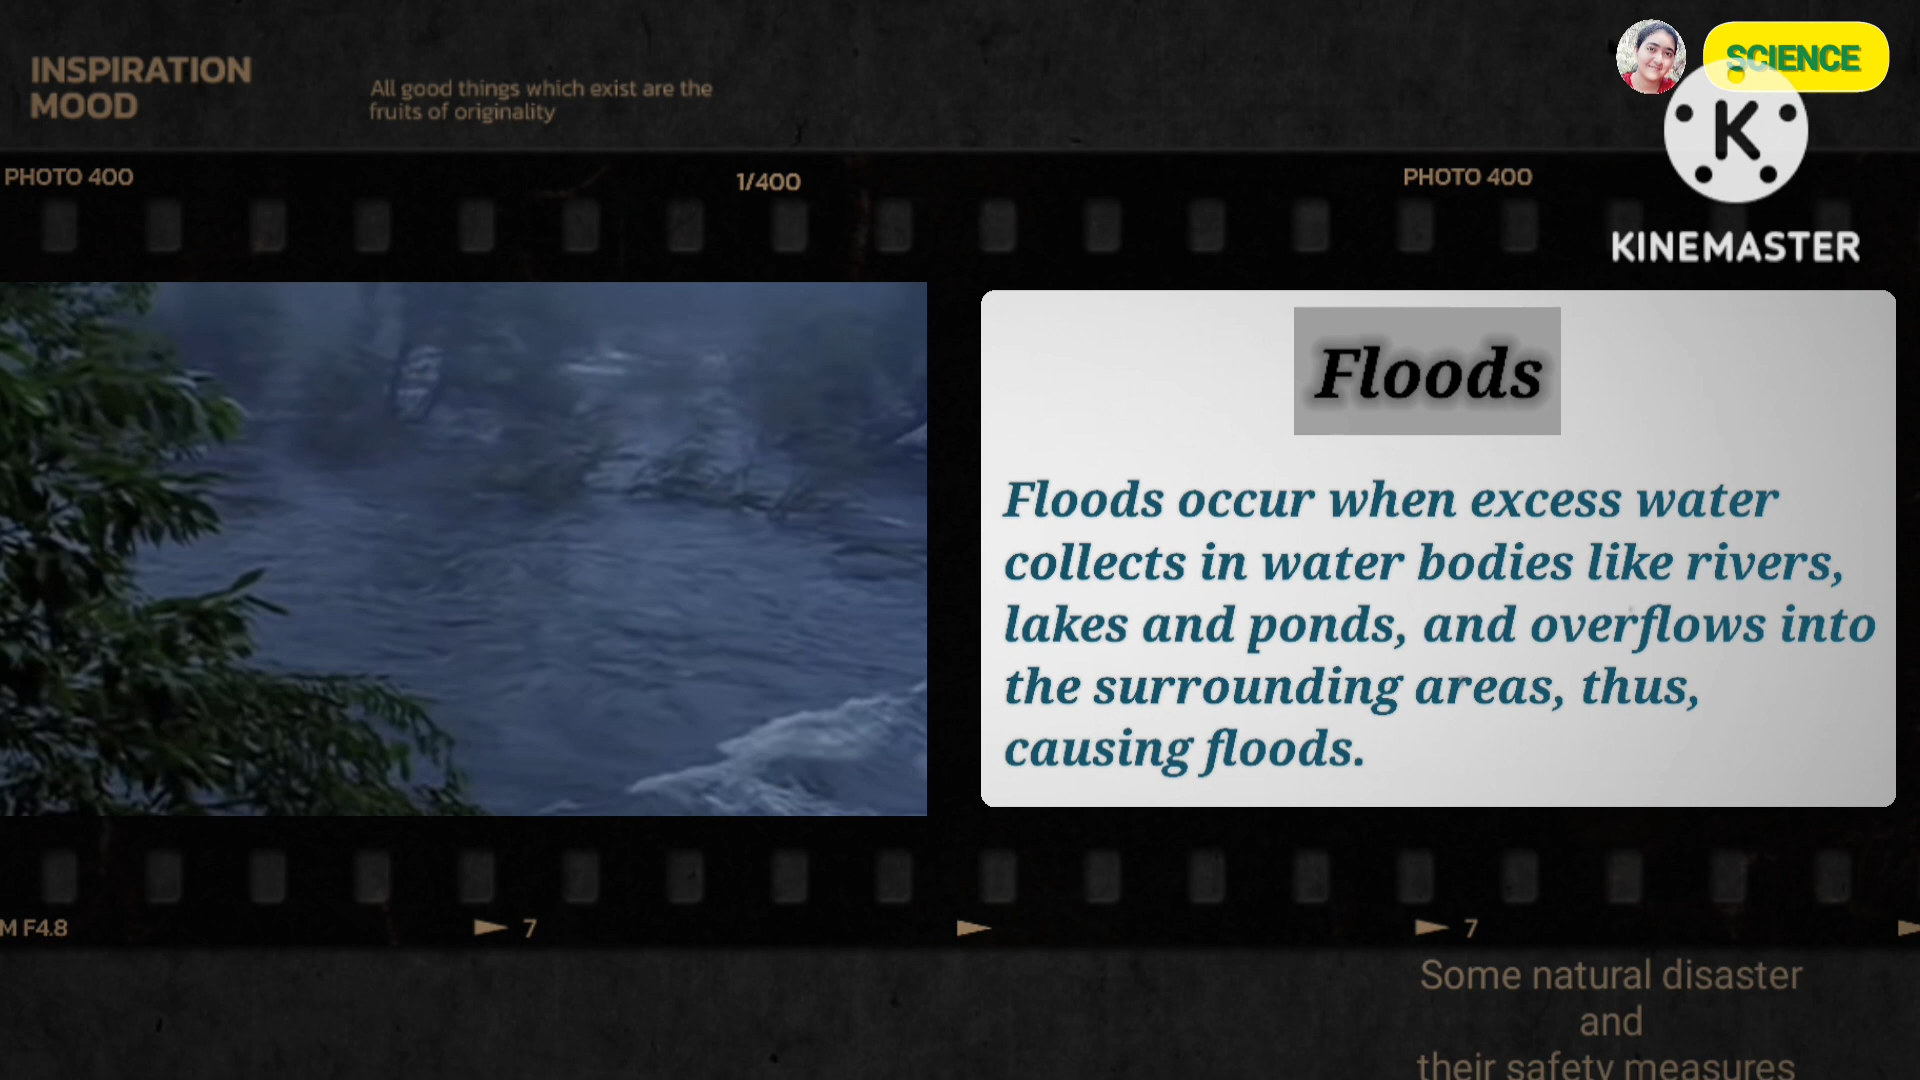 INSPIRATION
MOOD
All good things which exist are the
fruits of originality
SCIENCE
K
KINEMASTER
PHOTO 400
1/400
PHOTO 400
Floods
Floods occur when excess water
collects in water bodies like rivers,
lakes and ponds, and overflows into
the surrounding areas, thus,
causing floods.
M F4.8
7
7
Some natural disaster
and
their safety measures